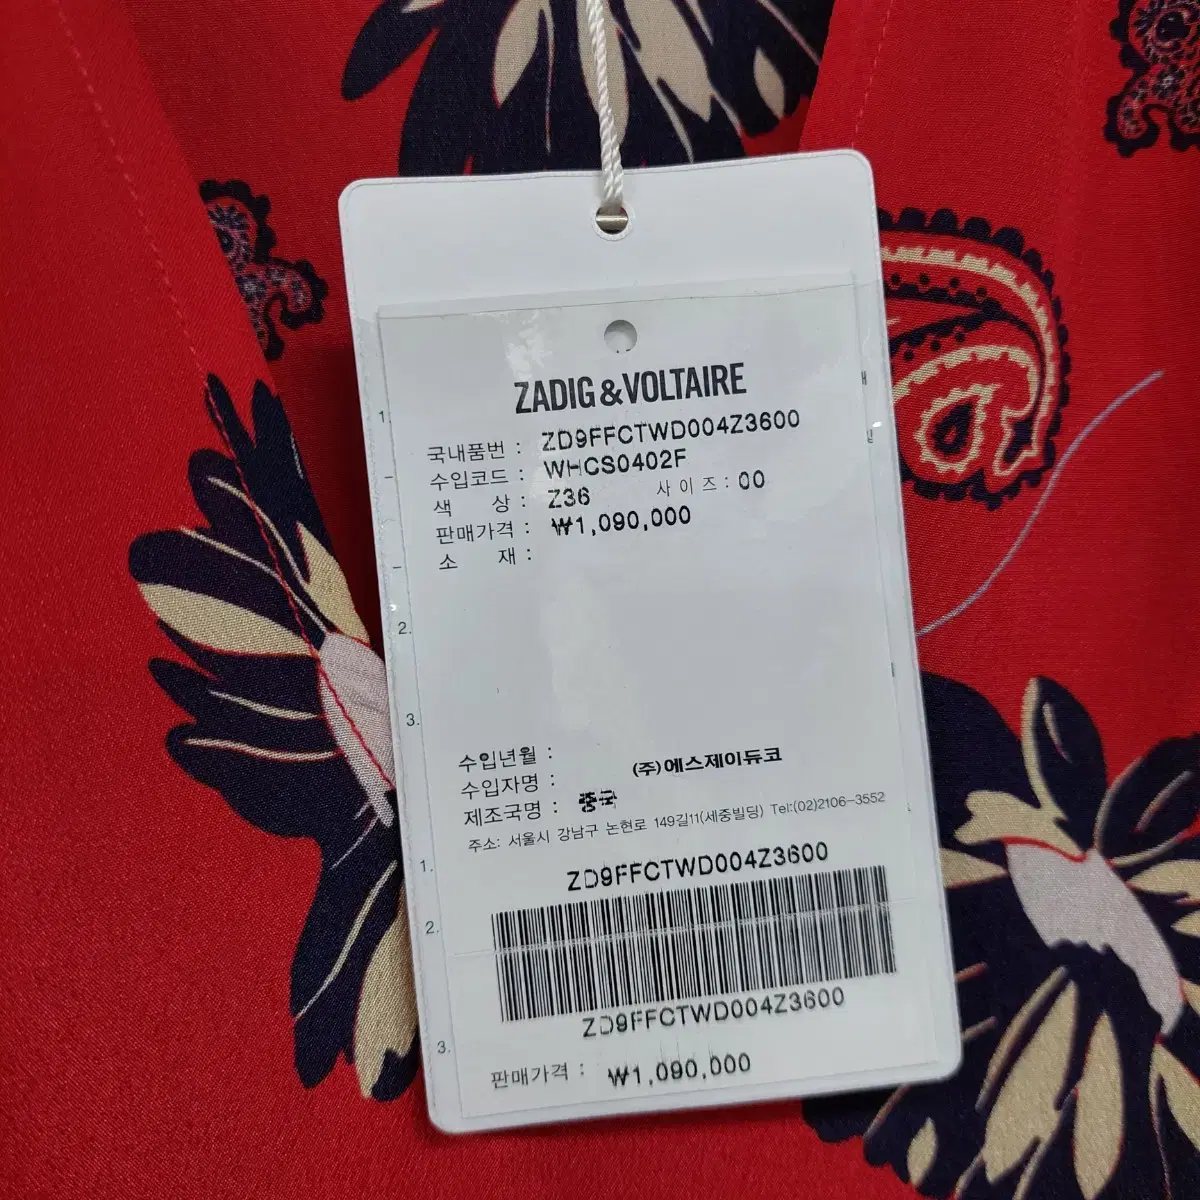 ZADIG & VOLTAIRE
국내품번 : ZD9FFCTWD004Z3600
수입코드 : WHCS0402F
색 상 : Z36 사 이 즈 : 00
판매가격 : ₩1,090,000
소 재 :
1.
2.
3.
수입년월 :
수입자명 : (주)에스제이듀코
제조국명 : 중국
주소: 서울시 강남구 논현로 149길11(세중빌딩) Tel:(02)2106-3552
1.
ZD9FFCTWD004Z3600
2.
ZD9FFCTWD004Z3600
3.
판매가격 : ₩1,090,000